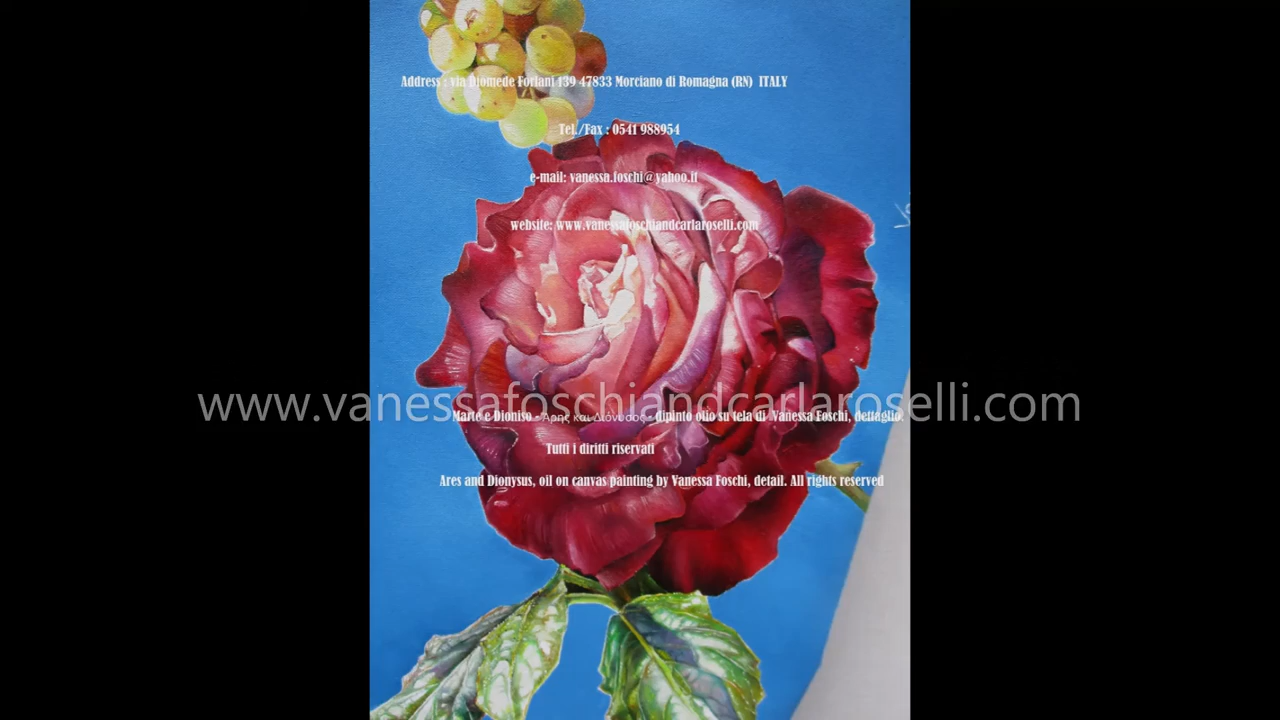 Address : via Diomede Forlani 139 47833 Morciano di Romagna (RN) ITALY
Tel./Fax : 0541 988954
e-mail: vanessa.foschi@yahoo.it
website: www.vanessafoschiandcarlaroselli.com
www.vanessafoschiandcarlaroselli.com
Marte e Dioniso - Άρης και Διόνυσος - dipinto olio su tela di Vanessa Foschi, dettaglio.
Tutti i diritti riservati
Ares and Dionysus, oil on canvas painting by Vanessa Foschi, detail. All rights reserved